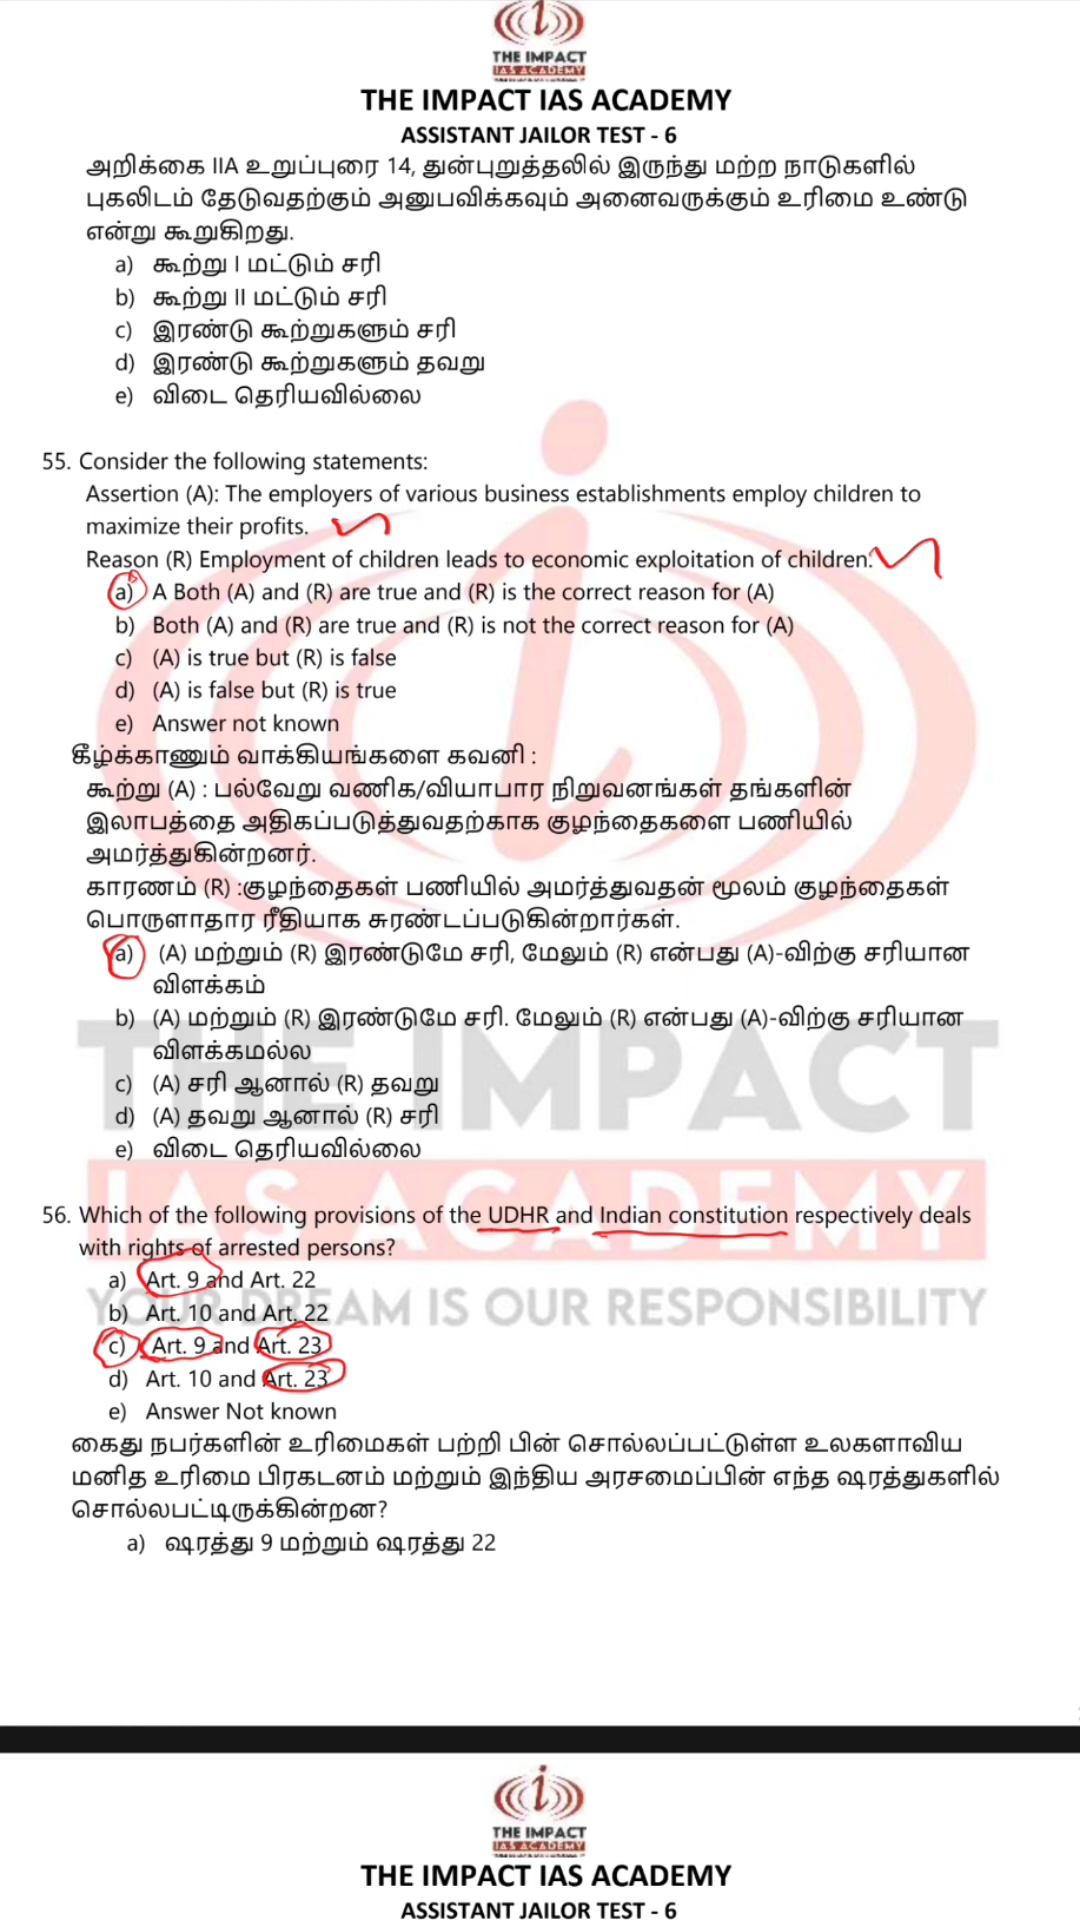 THE IMPACT
IAS ACADEMY
THE IMPACT IAS ACADEMY
ASSISTANT JAILOR TEST - 6
அறிக்கை IIA உறுப்புரை 14, துன்புறுத்தலில் இருந்து மற்ற நாடுகளில்
புகலிடம் தேடுவதற்கும் அனுபவிக்கவும் அனைவருக்கும் உரிமை உண்டு
என்று கூறுகிறது.
a) கூற்று I மட்டும் சரி
b) கூற்று II மட்டும் சரி
c) இரண்டு கூற்றுகளும் சரி
d) இரண்டு கூற்றுகளும் தவறு
e) விடை தெரியவில்லை
55. Consider the following statements:
Assertion (A): The employers of various business establishments employ children to
maximize their profits.
Reason (R) Employment of children leads to economic exploitation of children.
a) A Both (A) and (R) are true and (R) is the correct reason for (A)
b) Both (A) and (R) are true and (R) is not the correct reason for (A)
c) (A) is true but (R) is false
d) (A) is false but (R) is true
e) Answer not known
கீழ்க்காணும் வாக்கியங்களை கவனி :
கூற்று (A) : பல்வேறு வணிக/வியாபார நிறுவனங்கள் தங்களின்
இலாபத்தை அதிகப்படுத்துவதற்காக குழந்தைகளை பணியில்
அமர்த்துகின்றனர்.
காரணம் (R) :குழந்தைகள் பணியில் அமர்த்துவதன் மூலம் குழந்தைகள்
பொருளாதார ரீதியாக சுரண்டப்படுகின்றார்கள்.
a) (A) மற்றும் (R) இரண்டுமே சரி, மேலும் (R) என்பது (A)-விற்கு சரியான
விளக்கம்
b) (A) மற்றும் (R) இரண்டுமே சரி. மேலும் (R) என்பது (A)-விற்கு சரியான
விளக்கமல்ல
c) (A) சரி ஆனால் (R) தவறு
d) (A) தவறு ஆனால் (R) சரி
e) விடை தெரியவில்லை
THE IMPACT
IAS ACADEMY
YOUR DREAM IS OUR RESPONSIBILITY
56. Which of the following provisions of the UDHR and Indian constitution respectively deals
with rights of arrested persons?
a) Art. 9 and Art. 22
b) Art. 10 and Art. 22
c) Art. 9 and Art. 23
d) Art. 10 and Art. 23
e) Answer Not known
கைது நபர்களின் உரிமைகள் பற்றி பின் சொல்லப்பட்டுள்ள உலகளாவிய
மனித உரிமை பிரகடனம் மற்றும் இந்திய அரசமைப்பின் எந்த ஷரத்துகளில்
சொல்லபட்டிருக்கின்றன?
a) ஷரத்து 9 மற்றும் ஷரத்து 22
THE IMPACT
IAS ACADEMY
THE IMPACT IAS ACADEMY
ASSISTANT JAILOR TEST - 6